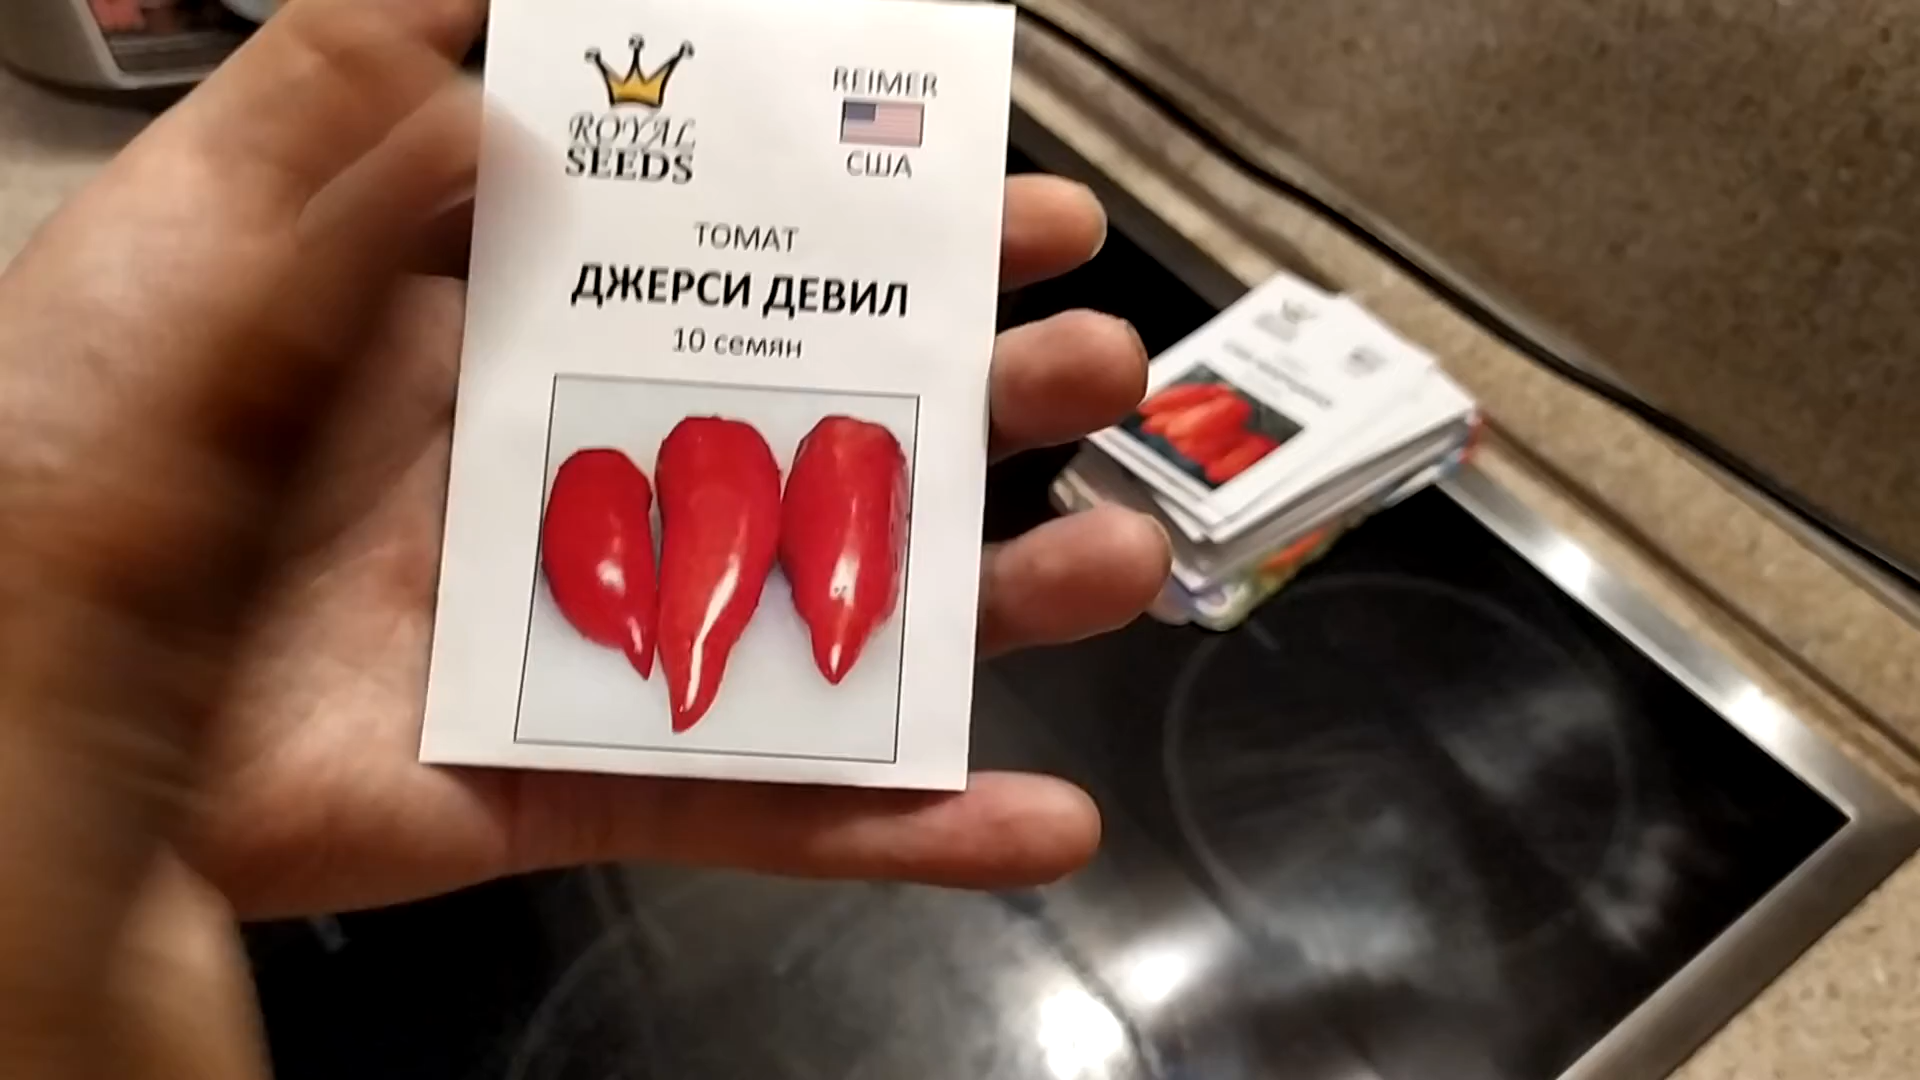 ROYAL
SEEDS
REIMER
США
ТОМАТ
ДЖЕРСИ ДЕВИЛ
10 семян